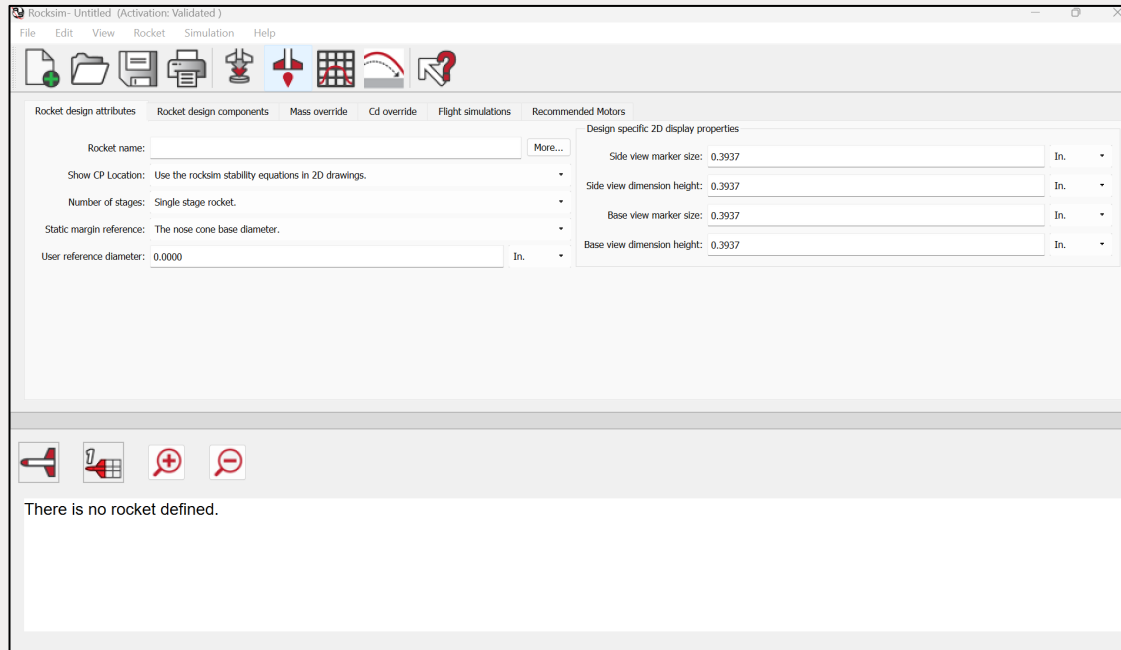 Rocksim- Untitled (Activation: Validated )
File Edit View Rocket Simulation Help
Rocket design attributes Rocket design components Mass override Cd override Flight simulations Recommended Motors
Design specific 2D display properties
Rocket name: More...
Side view marker size: 0.3937 In.
Show CP Location: Use the rocksim stability equations in 2D drawings.
Side view dimension height: 0.3937 In.
Number of stages: Single stage rocket.
Base view marker size: 0.3937 In.
Static margin reference: The nose cone base diameter.
Base view dimension height: 0.3937 In.
User reference diameter: 0.0000 In.
1
There is no rocket defined.